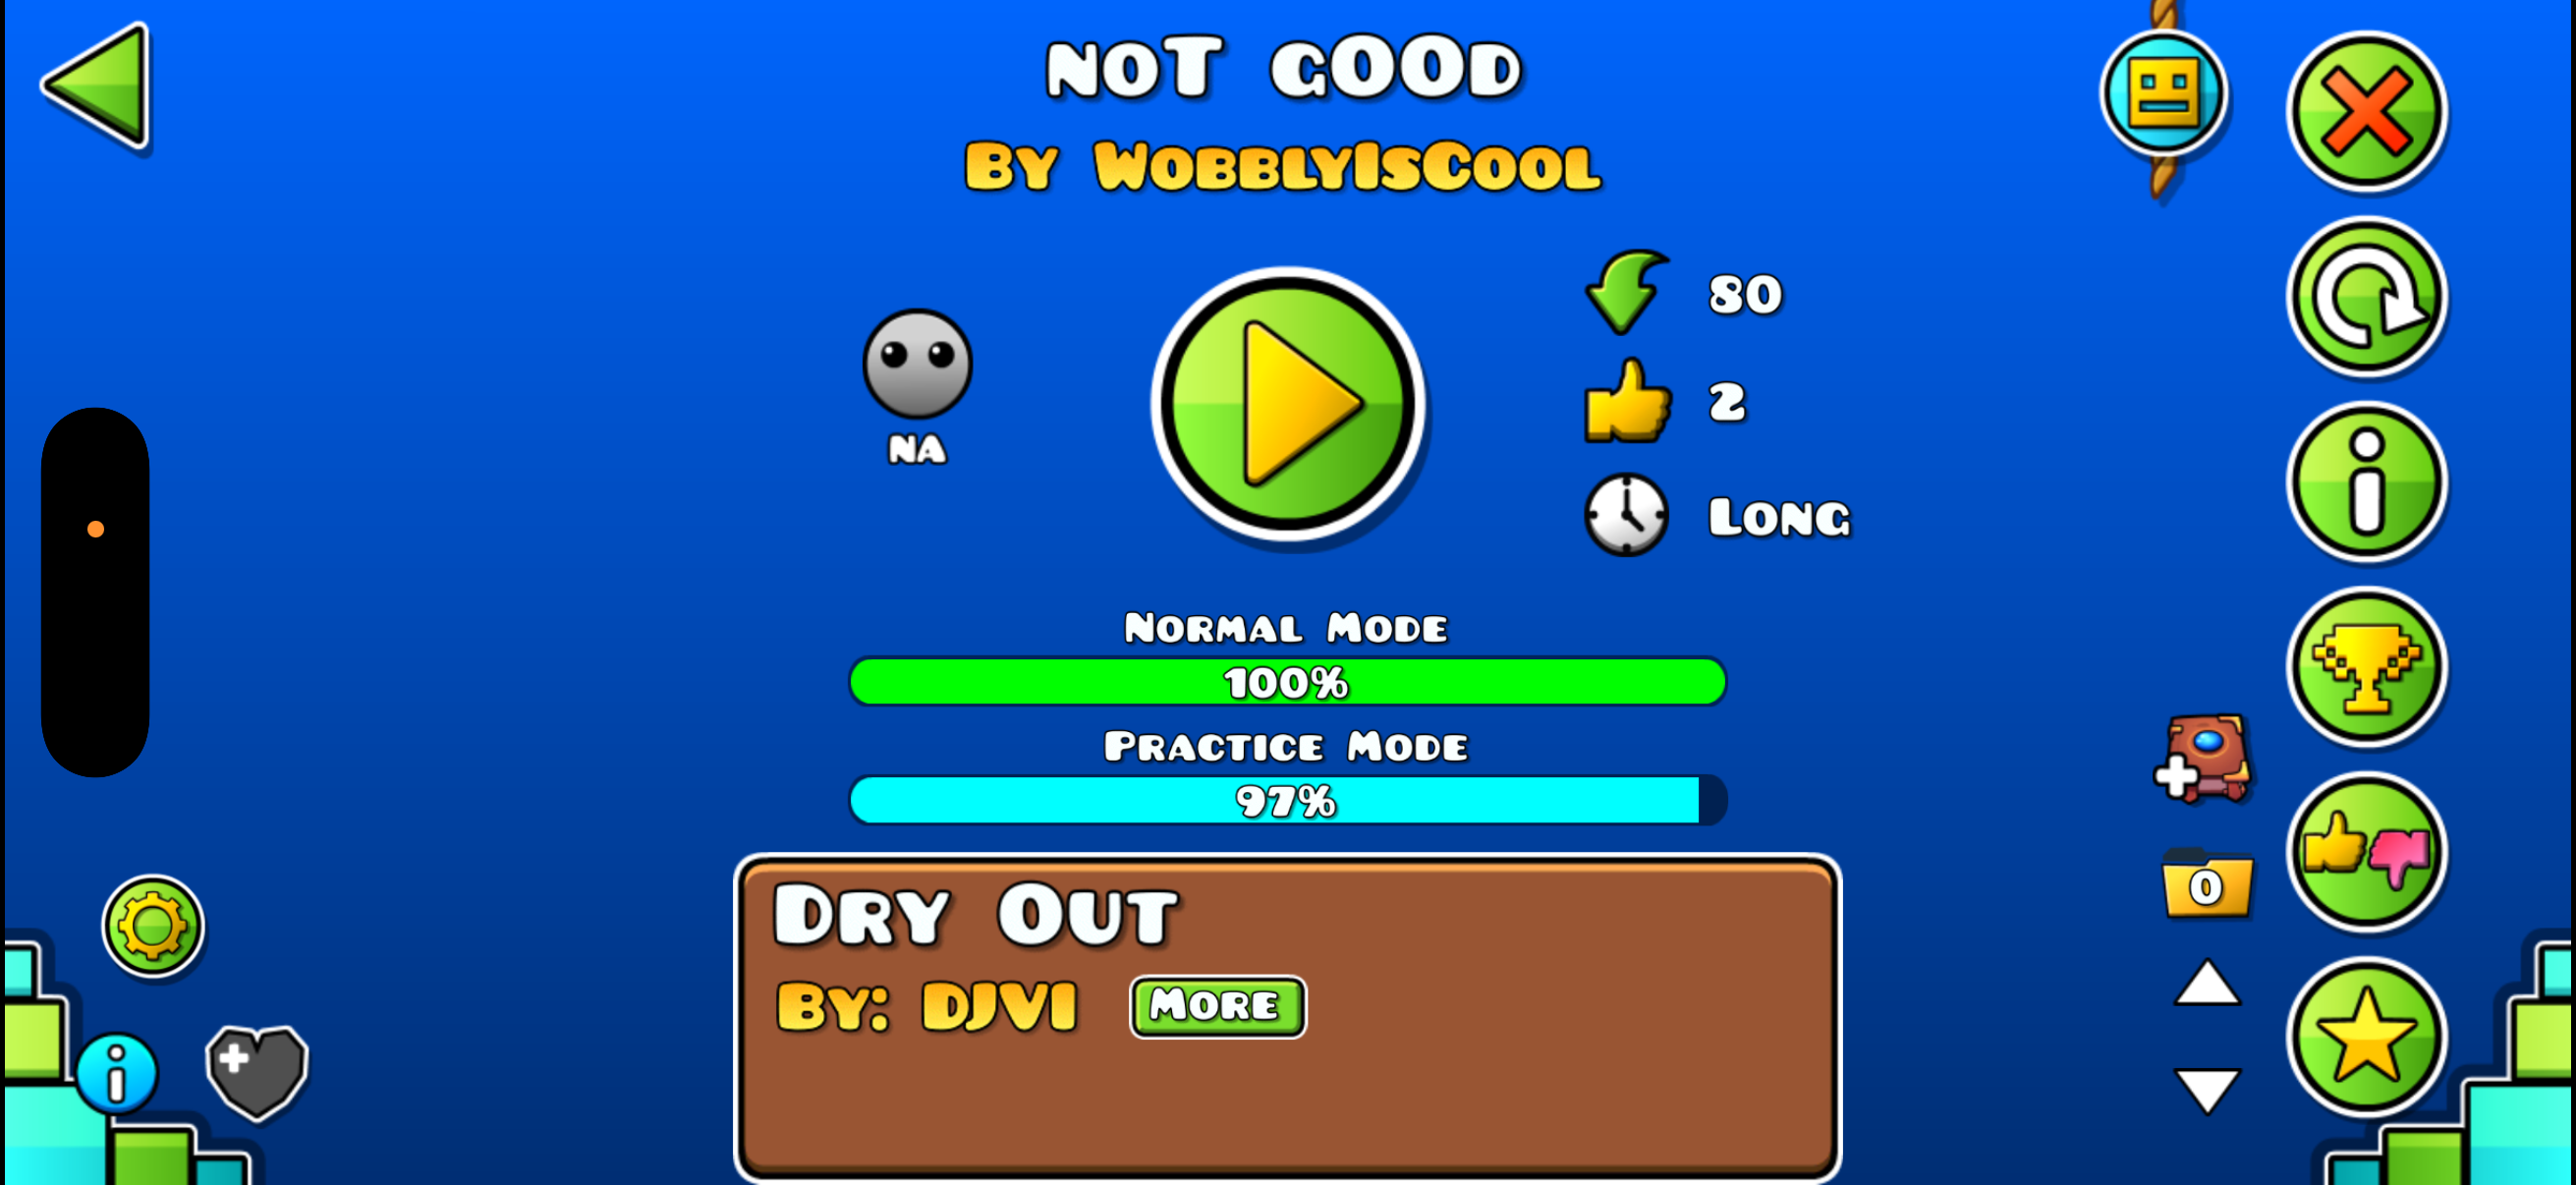 NOT GOOD
By WobblyIsCool
80
NA
2
Long
Normal Mode
100%
Practice Mode
97%
Dry Out
By: DJVI More
0